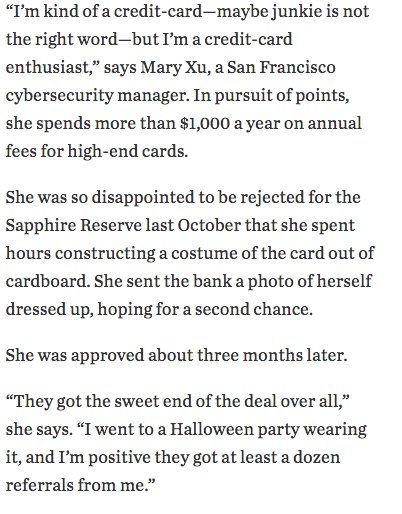 “I’m kind of a credit-card—maybe junkie is not
the right word—but I’m a credit-card
enthusiast,” says Mary Xu, a San Francisco
cybersecurity manager. In pursuit of points,
she spends more than $1,000 a year on annual
fees for high-end cards.
She was so disappointed to be rejected for the
Sapphire Reserve last October that she spent
hours constructing a costume of the card out of
cardboard. She sent the bank a photo of herself
dressed up, hoping for a second chance.
She was approved about three months later.
“They got the sweet end of the deal over all,”
she says. “I went to a Halloween party wearing
it, and I’m positive they got at least a dozen
referrals from me.”